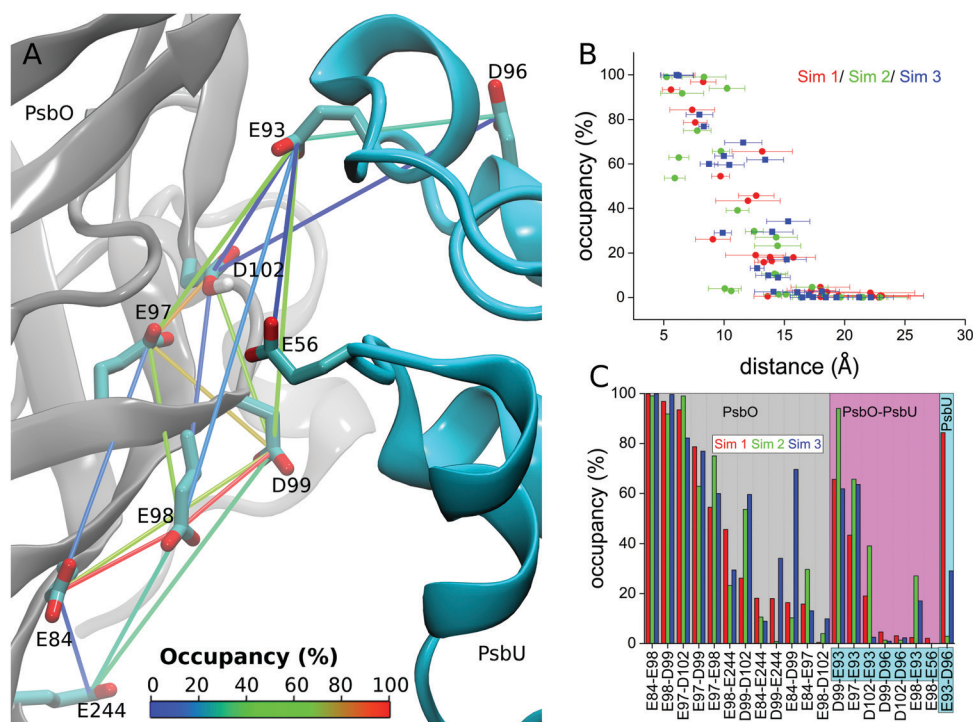 A
PsbO
D96
E93
D102
E97
E56
D99
E98
E84
Occupancy (%)
PsbU
0 20 40 60 80 100
E244
B
Sim 1/ Sim 2/ Sim 3
occupancy (%)
100
80
60
40
20
0
5 10 15 20 25 30
distance (Å)
C
PsbO
PsbO-PsbU
PsbU
Sim 1 Sim 2 Sim 3
occupancy (%)
100
80
60
40
20
0
E84-E98
E98-D99
E97-D102
E97-D99
E97-E98
E98-E244
D99-D102
E84-E244
D99-E244
E84-D99
E84-E97
E98-D102
D99-E93
E97-E93
D102-E93
D99-D96
D102-D96
E98-E93
E98-E56
E93-D96